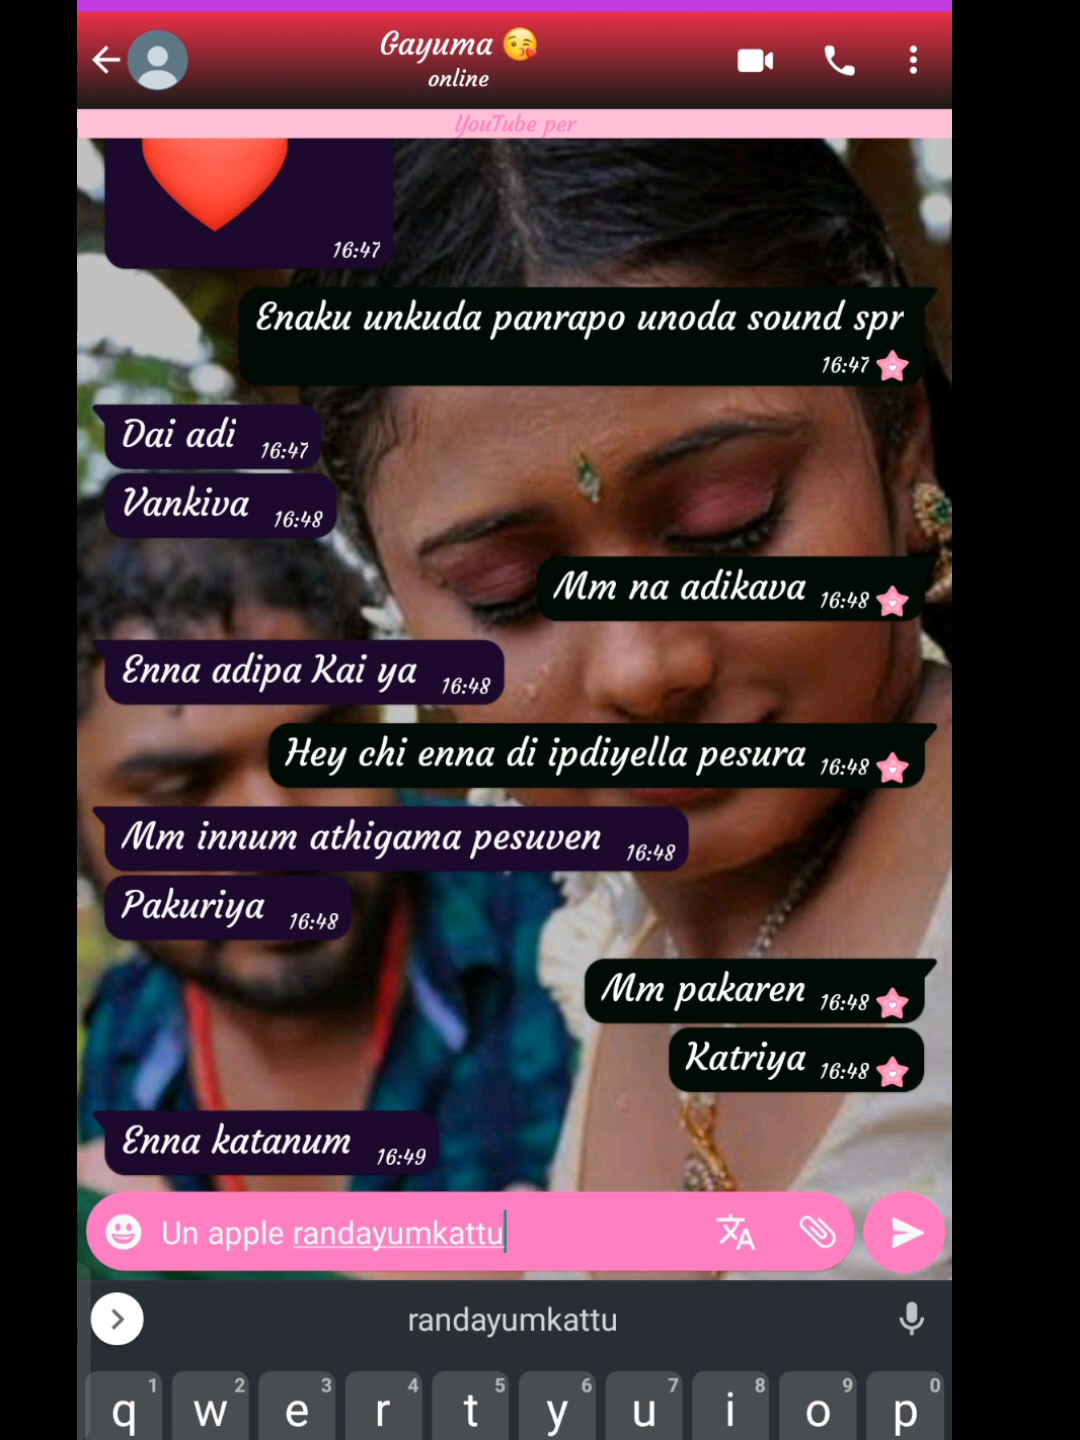 Gayuma 😘
online
YouTube per
16:47
Enaku unkuda panrapo unoda sound spr
16:47
Dai adi 16:47
Vankiva 16:48
Mm na adikava 16:48
Enna adipa Kai ya 16:48
Hey chi enna di ipdiyella pesura 16:48
Mm innum athigama pesuven 16:48
Pakuriya 16:48
Mm pakaren 16:48
Katriya 16:48
Enna katanum 16:49
Un apple randayumkattu
randayumkattu
1 2 3 4 5 6 7 8 9 0
q w e r t y u i o p